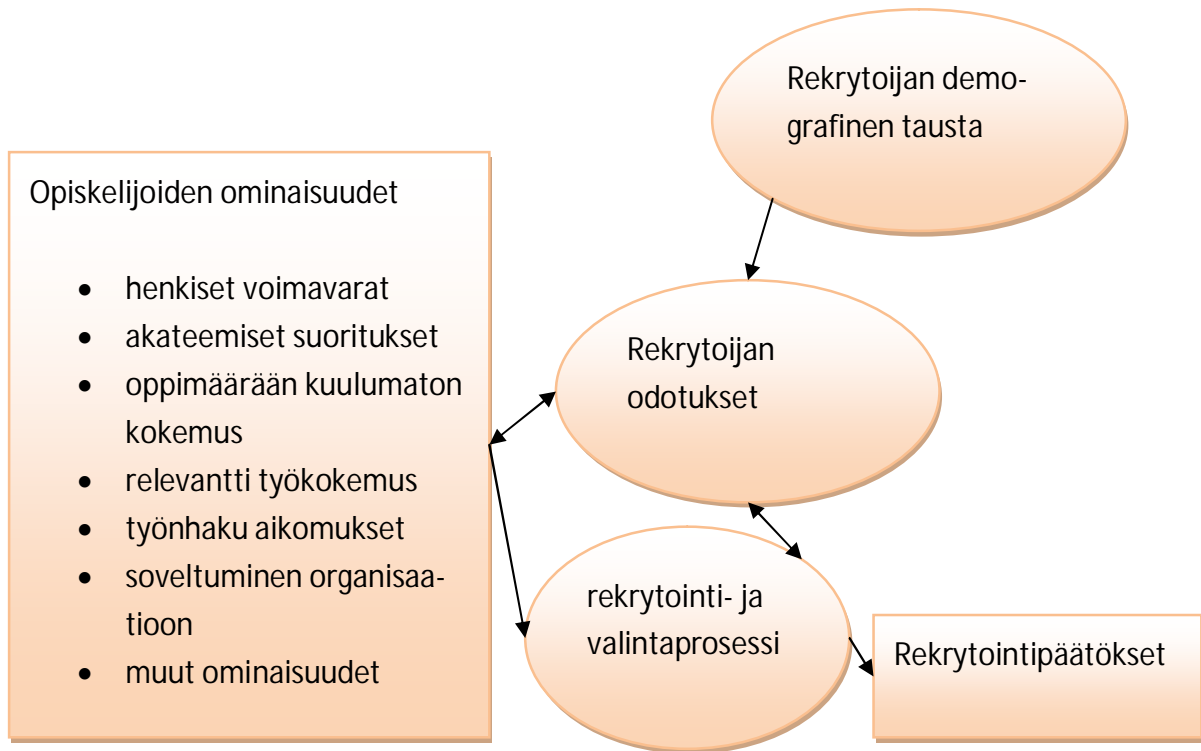 Rekrytoijan demo-
grafinen tausta
Opiskelijoiden ominaisuudet
• henkiset voimavarat
• akateemiset suoritukset
• oppimäärään kuulumaton
kokemus
• relevantti työkokemus
• työnhaku aikomukset
• soveltuminen organisaa-
tioon
• muut ominaisuudet
Rekrytoijan
odotukset
rekrytointi- ja
valintaprosessi
Rekrytointipäätökset